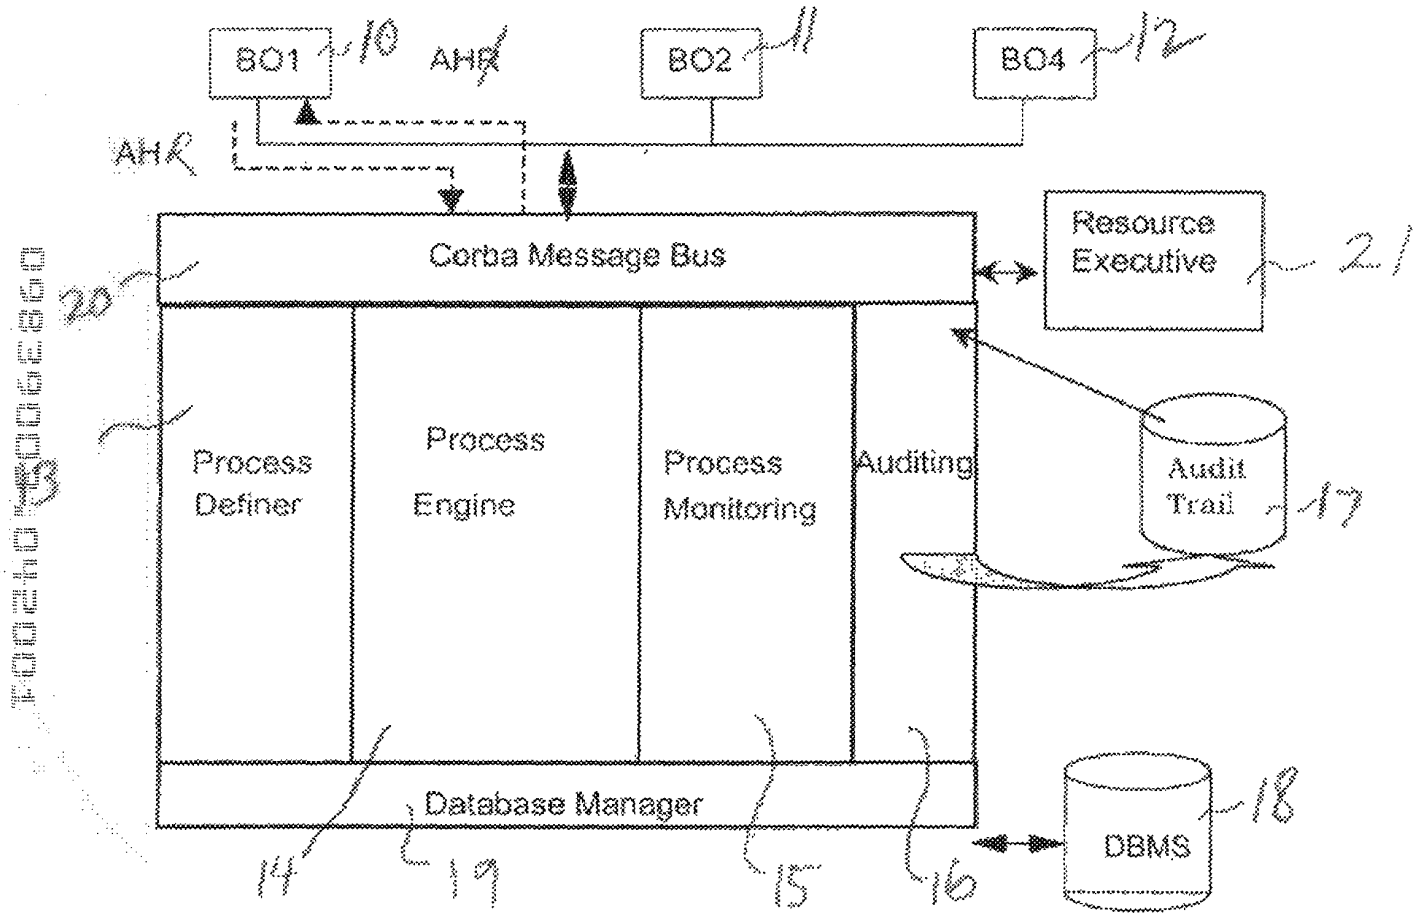 BO1
10
AHR
BO2
11
BO4
12
AHR
Corba Message Bus
20
Resource
Executive
21
13
Process
Definer
Process
Engine
Process
Monitoring
Auditing
Audit
Trail
17
Database Manager
14
19
15
16
DBMS
18